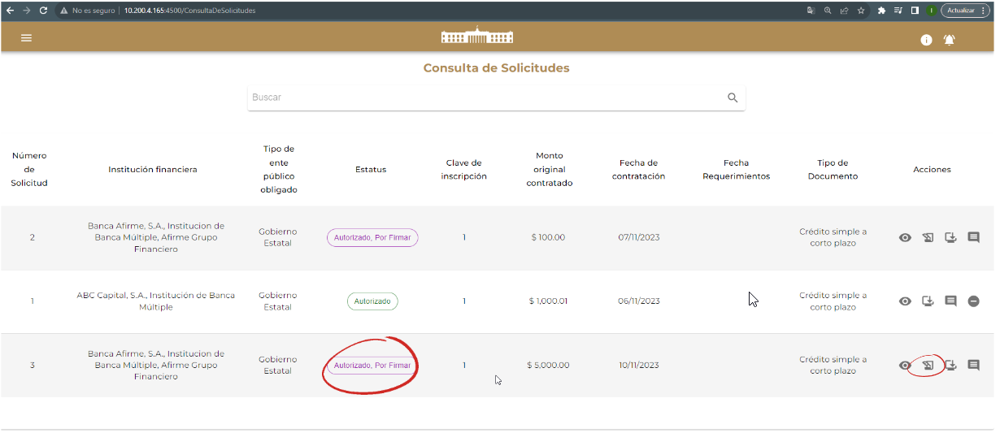 No es seguro | 10.200.4.165:4500/ConsultaDeSolicitudes
Actualizar
Consulta de Solicitudes
Buscar
Número
de
Solicitud
Institución financiera
Tipo de
ente
público
obligado
Estatus
Clave de
inscripción
Monto
original
contratado
Fecha de
contratación
Fecha
Requerimientos
Tipo de
Documento
Acciones
2
Banca Afirme, S.A., Institucion de
Banca Múltiple, Afirme Grupo
Financiero
Gobierno
Estatal
Autorizado, Por Firmar
1
$ 100.00
07/11/2023
Crédito simple a
corto plazo
1
ABC Capital, S.A., Institución de Banca
Múltiple
Gobierno
Estatal
Autorizado
1
$ 1,000.01
06/11/2023
Crédito simple a
corto plazo
3
Banca Afirme, S.A., Institucion de
Banca Múltiple, Afirme Grupo
Financiero
Gobierno
Estatal
Autorizado, Por Firmar
1
$ 5,000.00
10/11/2023
Crédito simple a
corto plazo